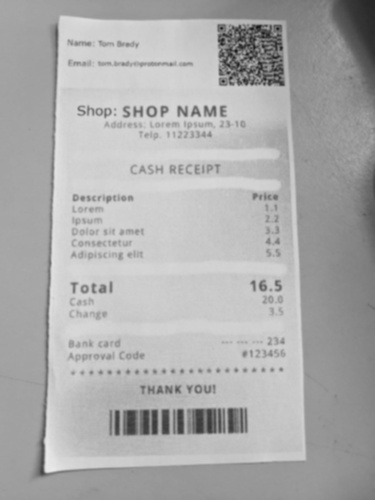 Name: Tom Brady
Email: tom.brady@protonmail.com
Shop: SHOP NAME
Address: Lorem Ipsum, 23-10
Telp. 11223344
CASH RECEIPT
Description Price
Lorem 1.1
Ipsum 2.2
Dolor sit amet 3.3
Consectetur 4.4
Adipiscing elit 5.5
Total 16.5
Cash 20.0
Change 3.5
Bank card --- --- --- 234
Approval Code #123456
THANK YOU!